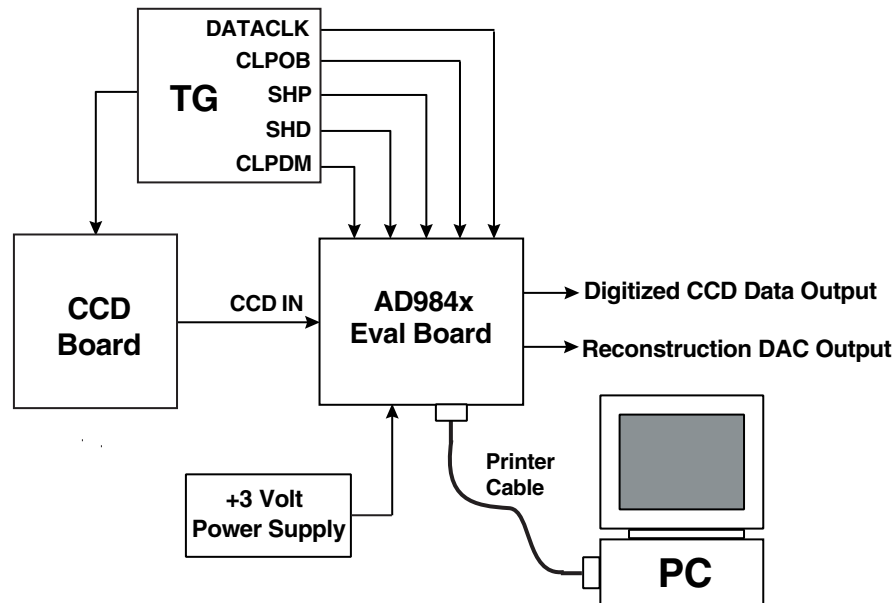 DATACLK
CLPOB
TG
SHP
SHD
CLPDM
CCD
Board
CCD IN
AD984x
Eval Board
Digitized CCD Data Output
Reconstruction DAC Output
Printer
Cable
+3 Volt
Power Supply
PC